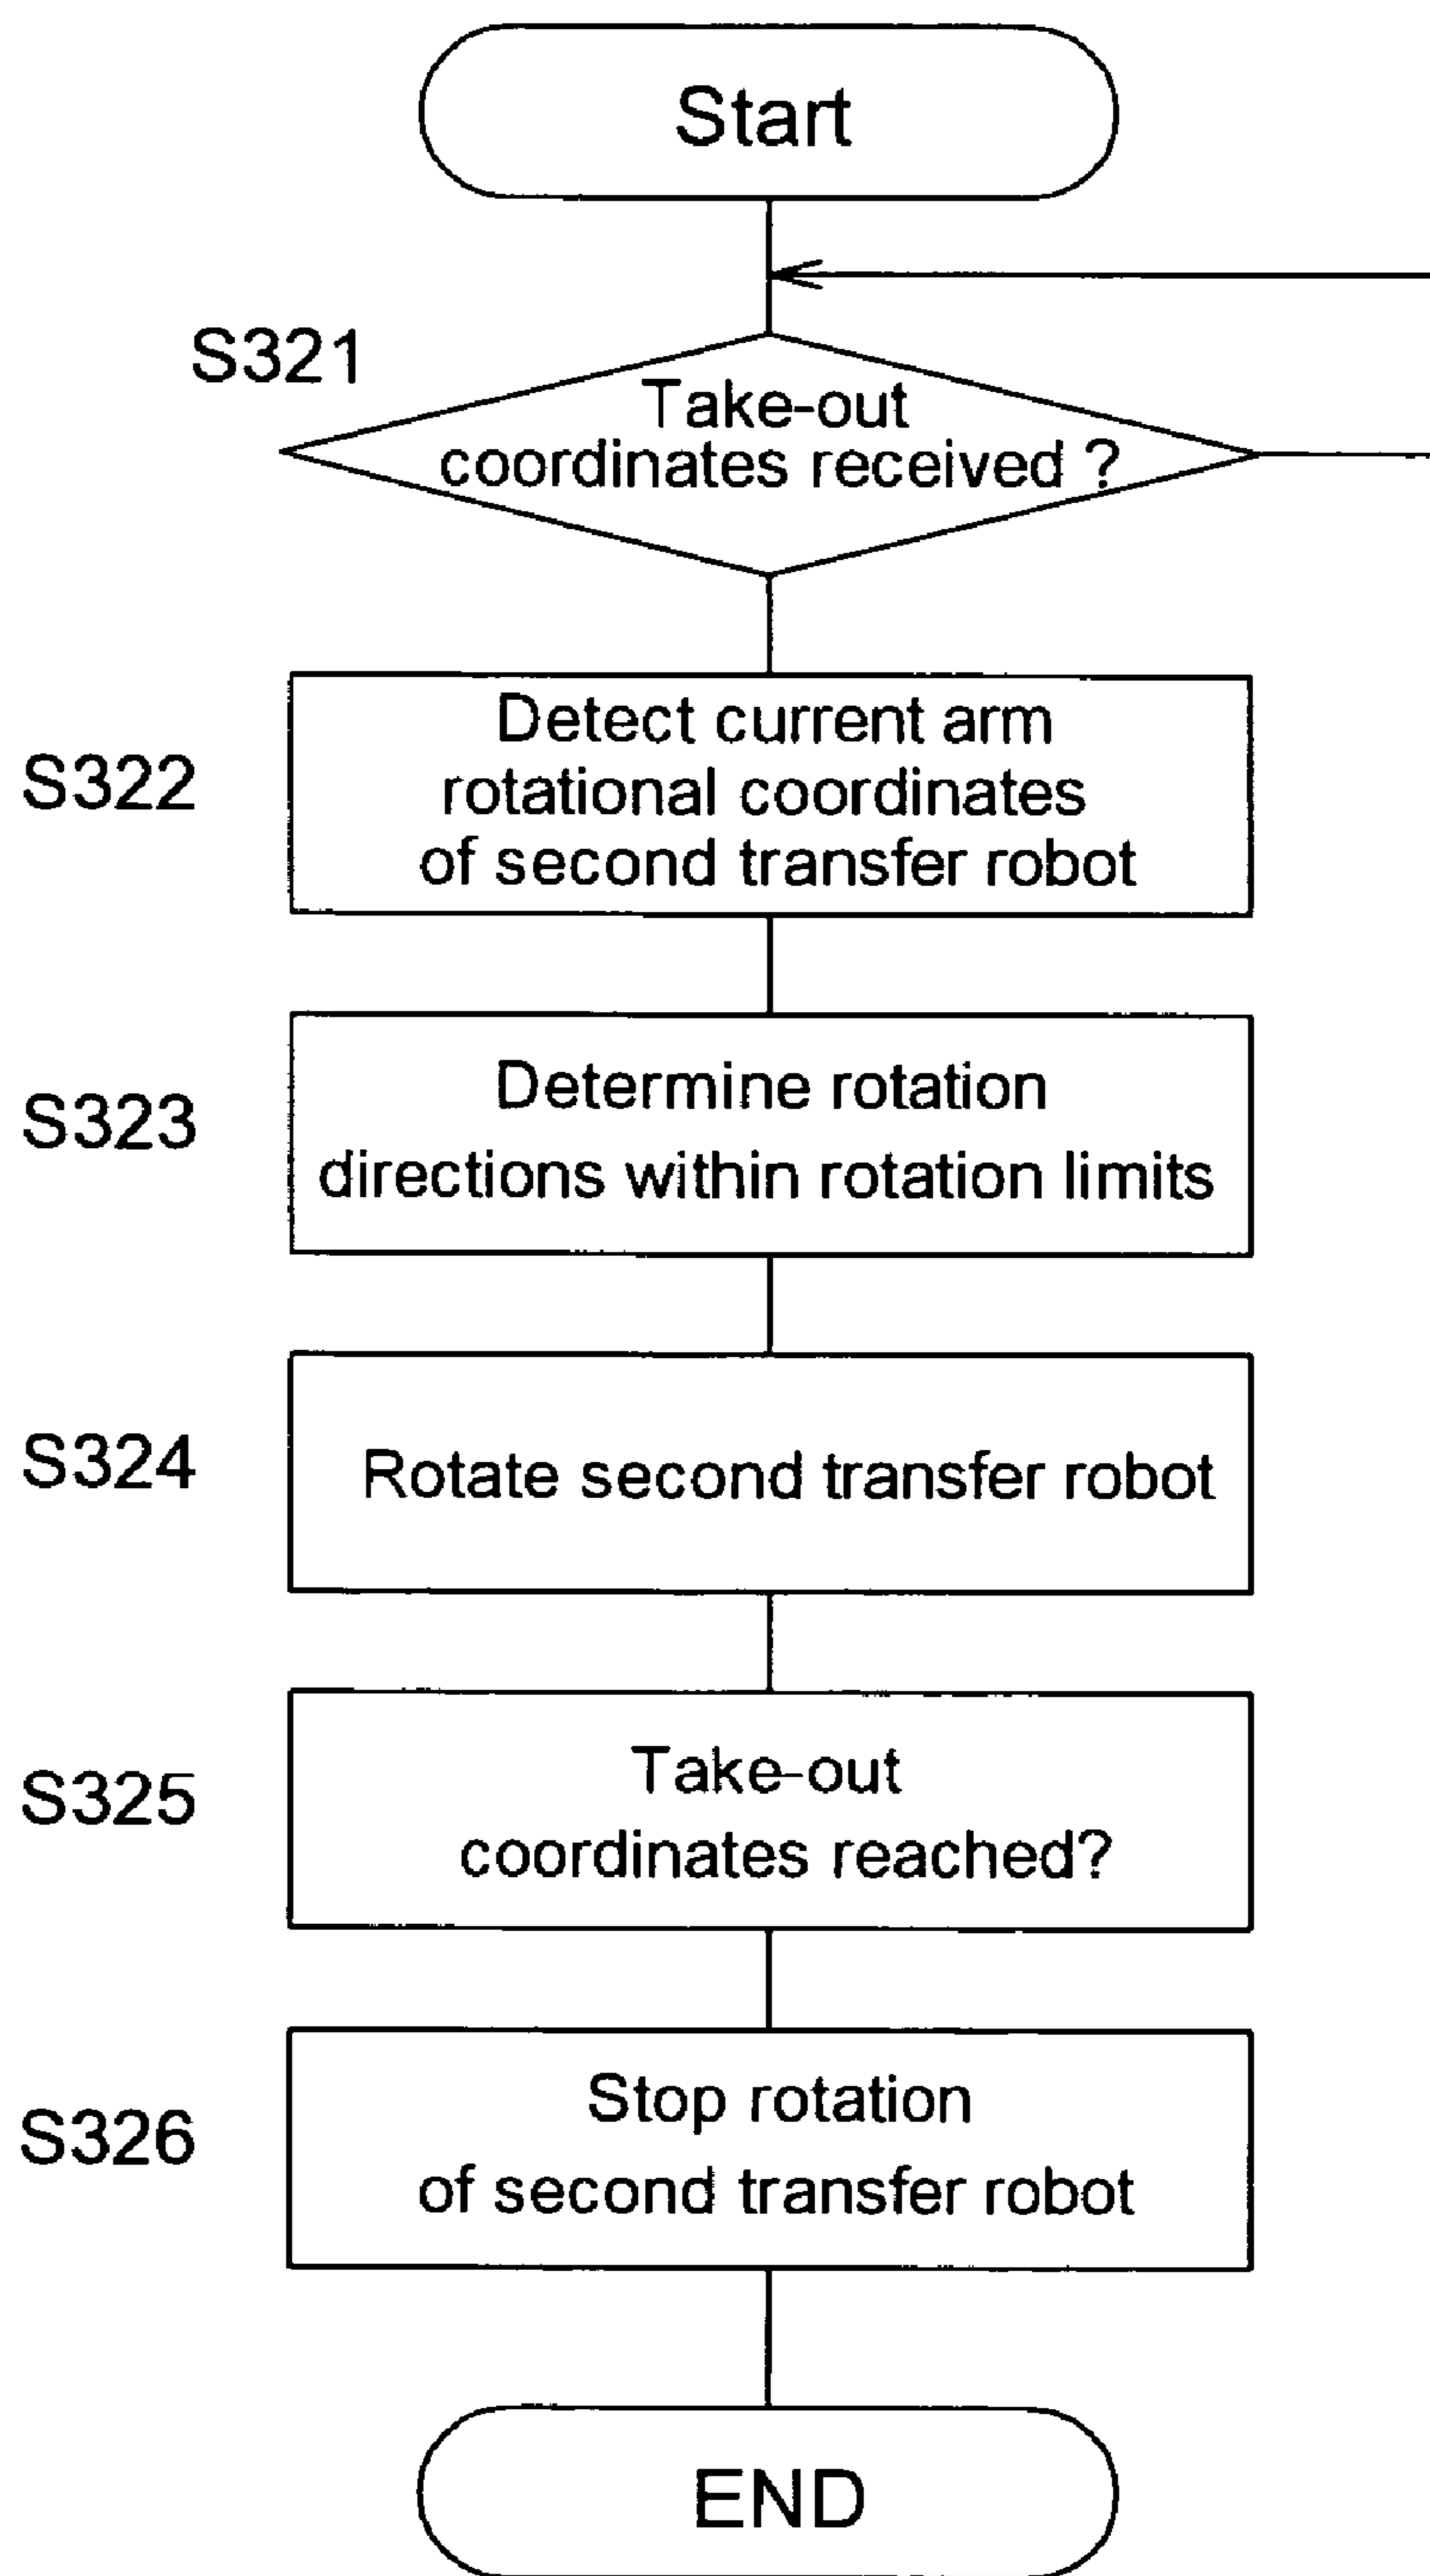 Start
S321
Take-out
coordinates received ?
S322
Detect current arm
rotational coordinates
of second transfer robot
S323
Determine rotation
directions within rotation limits
S324
Rotate second transfer robot
S325
Take-out
coordinates reached?
S326
Stop rotation
of second transfer robot
END